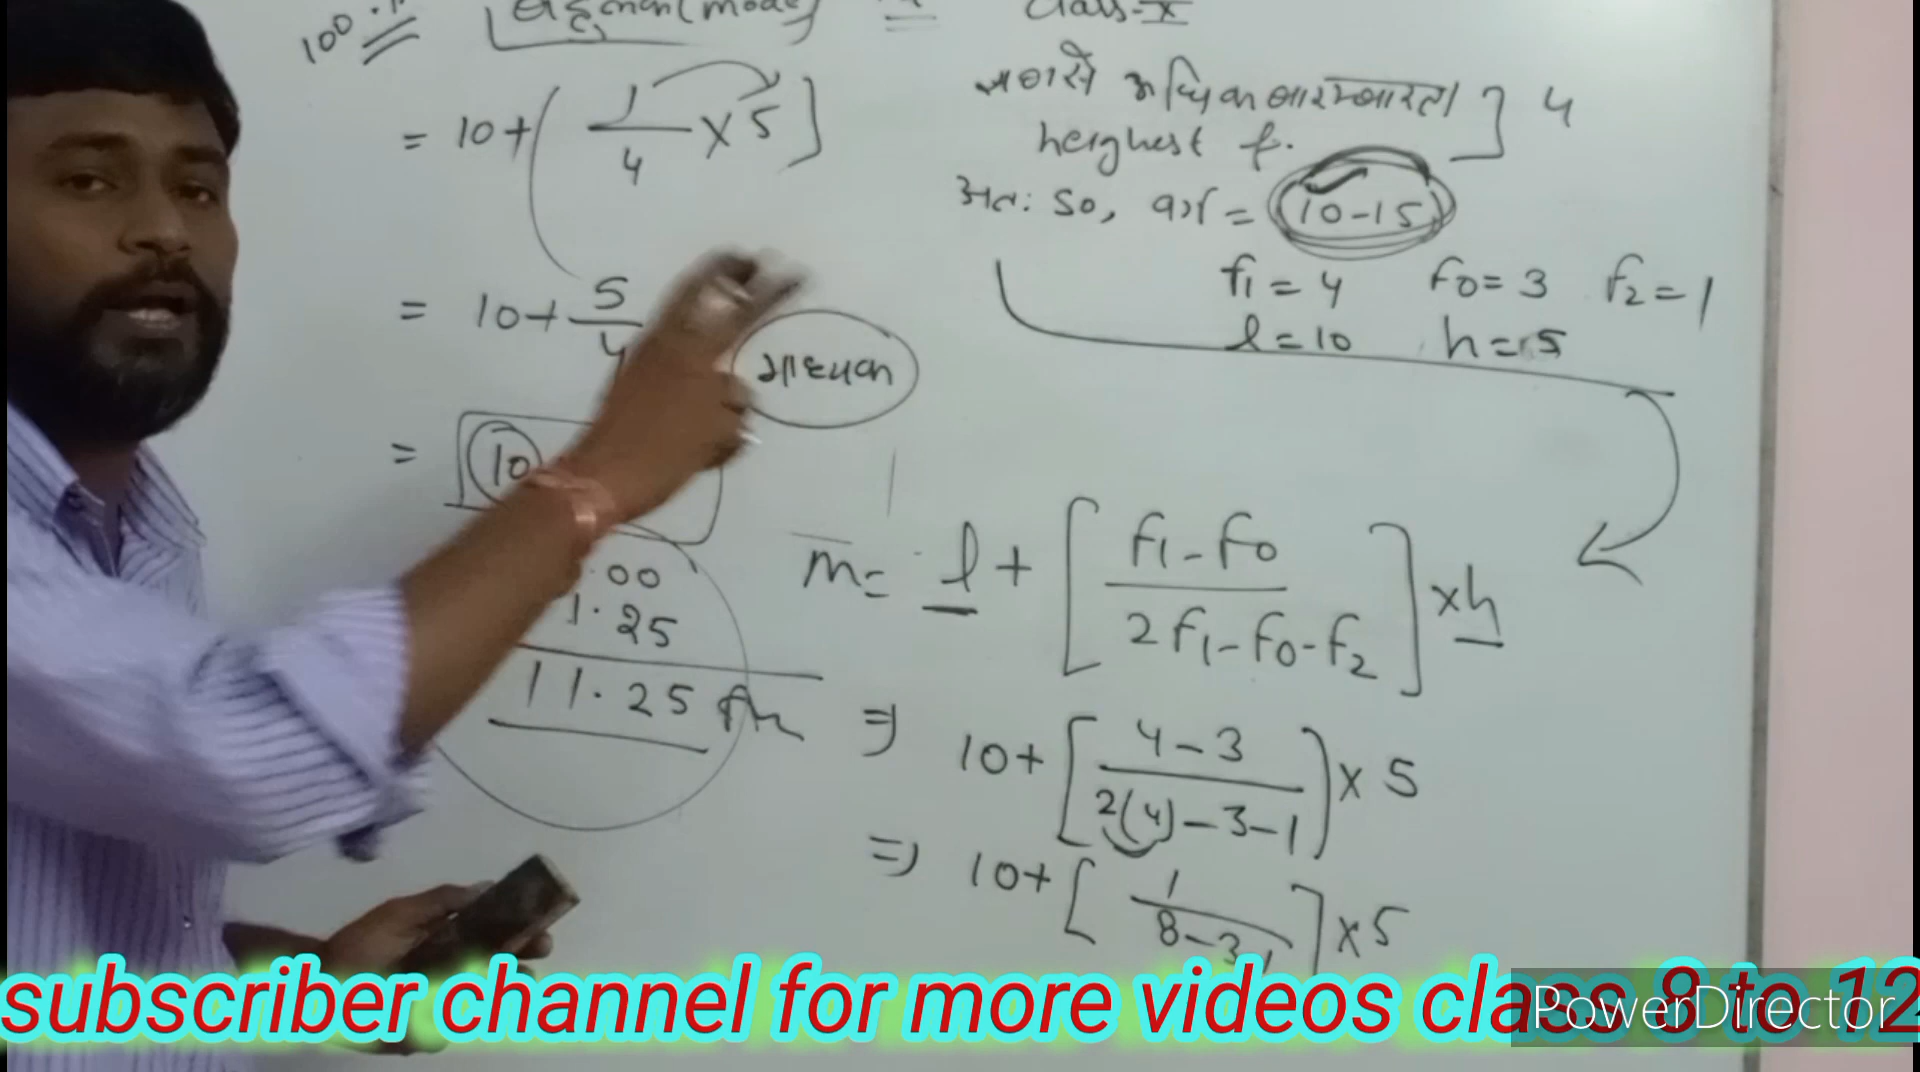 100 बहुलक (mode) Class-X
= 10+( 1/4 × 5 ]
= 10+ 5/4
= 10
.00
1.25
11.25
माध्यक
सबसे अधिक बारम्बारता ] 4
heighest f.
अतः so, वर्ग = 10-15
f1 = 4 f0 = 3 f2 = 1
l = 10 h = 5
m = l + [ f1 - f0 / 2f1 - f0 - f2 ] × h
⇒ 10 + [ 4 - 3 / 2(4) - 3 - 1 ) × 5
⇒ 10 + [ 1 / 8 - 3 - 1 ] × 5
subscriber channel for more videos class 8 to 12
PowerDirector